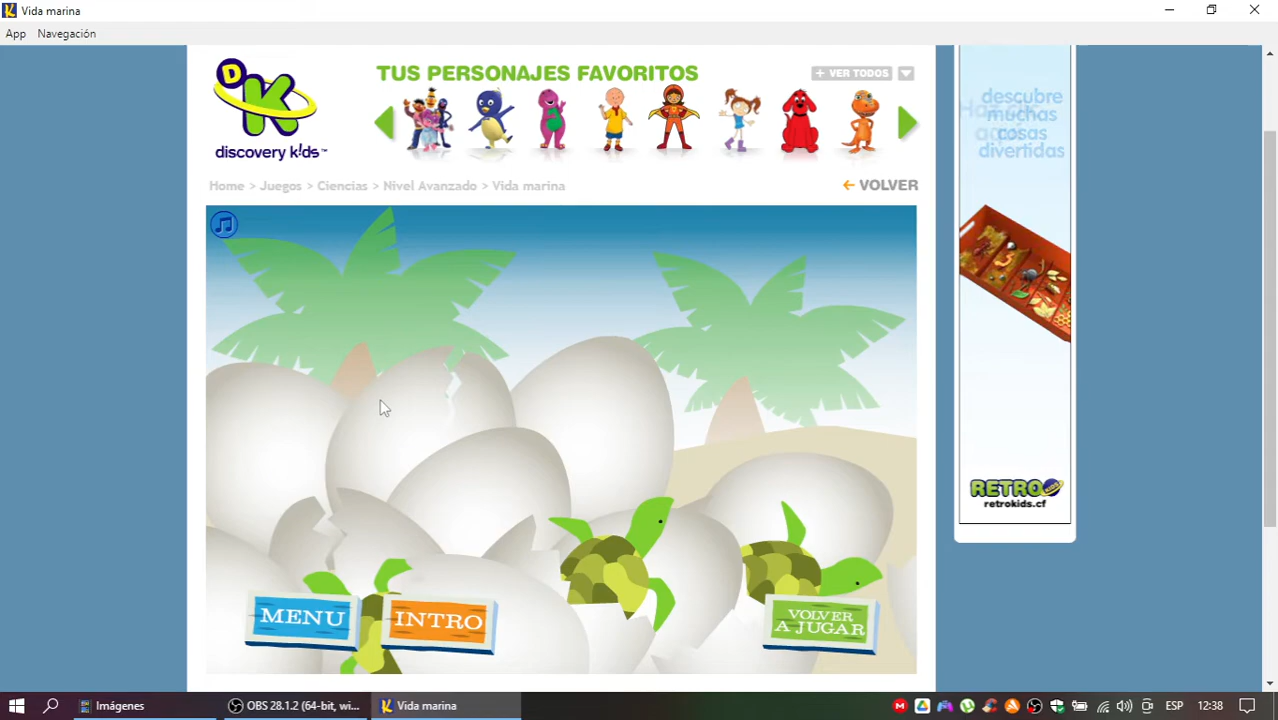 Vida marina
App Navegación
D K
discovery k!ds™
TUS PERSONAJES FAVORITOS
+ VER TODOS
Home > Juegos > Ciencias > Nivel Avanzado > Vida marina
VOLVER
descubre
muchas
cosas
divertidas
RETRO
retrokids.cf
MENU
INTRO
VOLVER
A JUGAR
Imágenes
OBS 28.1.2 (64-bit, wi...
Vida marina
ESP
12:38